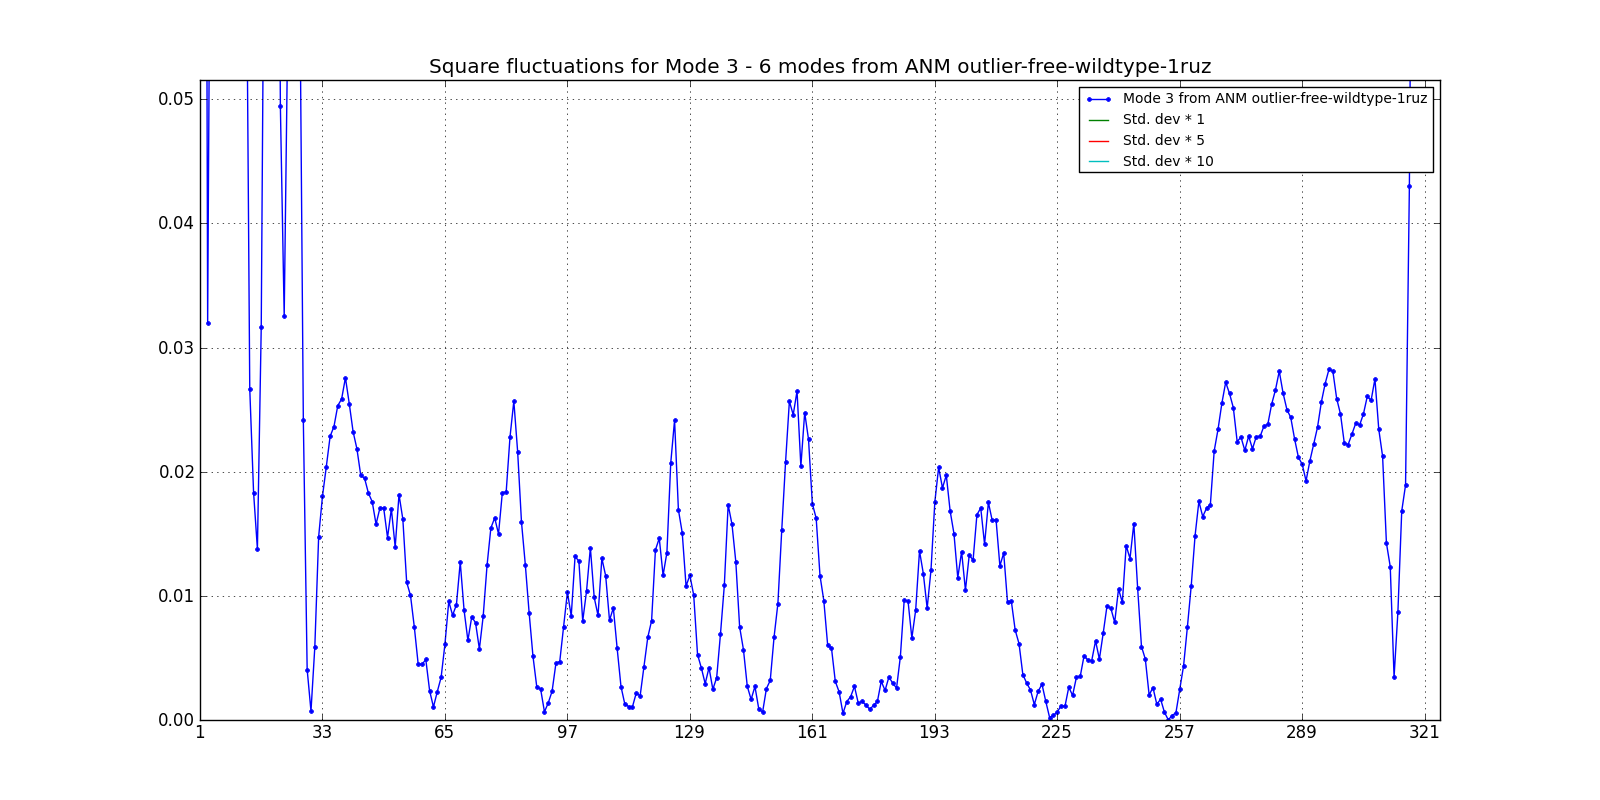 Square fluctuations for Mode 3 - 6 modes from ANM outlier-free-wildtype-1ruz
Mode 3 from ANM outlier-free-wildtype-1ruz
Std. dev * 1
Std. dev * 5
Std. dev * 10
0.05
0.04
0.03
0.02
0.01
0.00
1 33 65 97 129 161 193 225 257 289 321